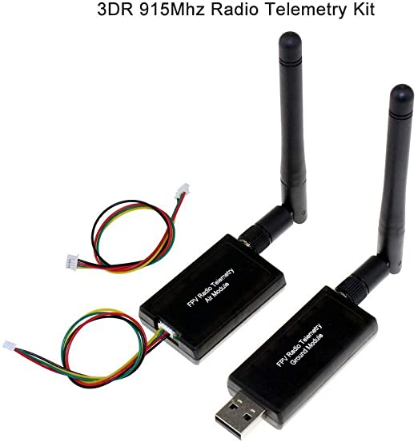 3DR 915Mhz Radio Telemetry Kit
FPV Radio Telemetry
Air Module
FPV Radio Telemetry
Ground Module